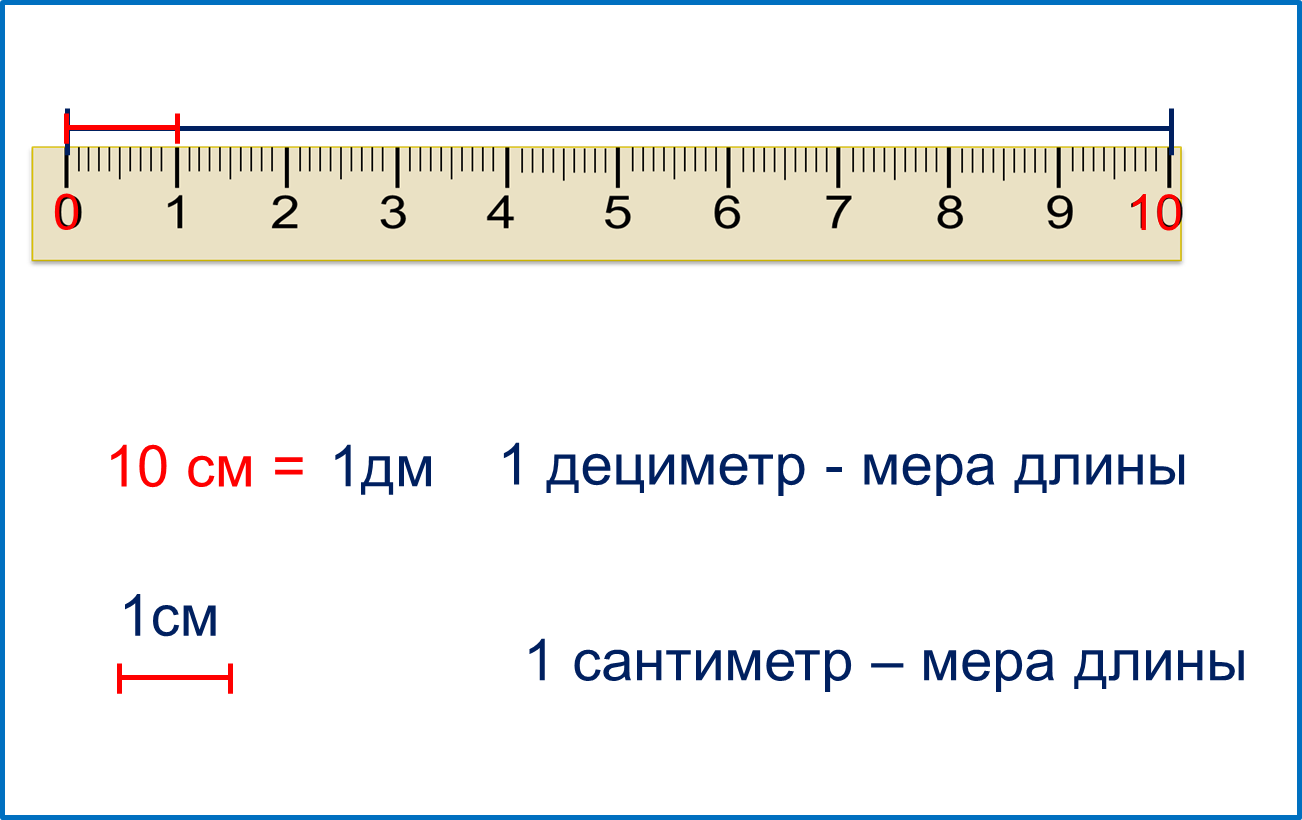 0 1 2 3 4 5 6 7 8 9 10
10 см = 1дм 1 дециметр - мера длины
1см
1 сантиметр – мера длины